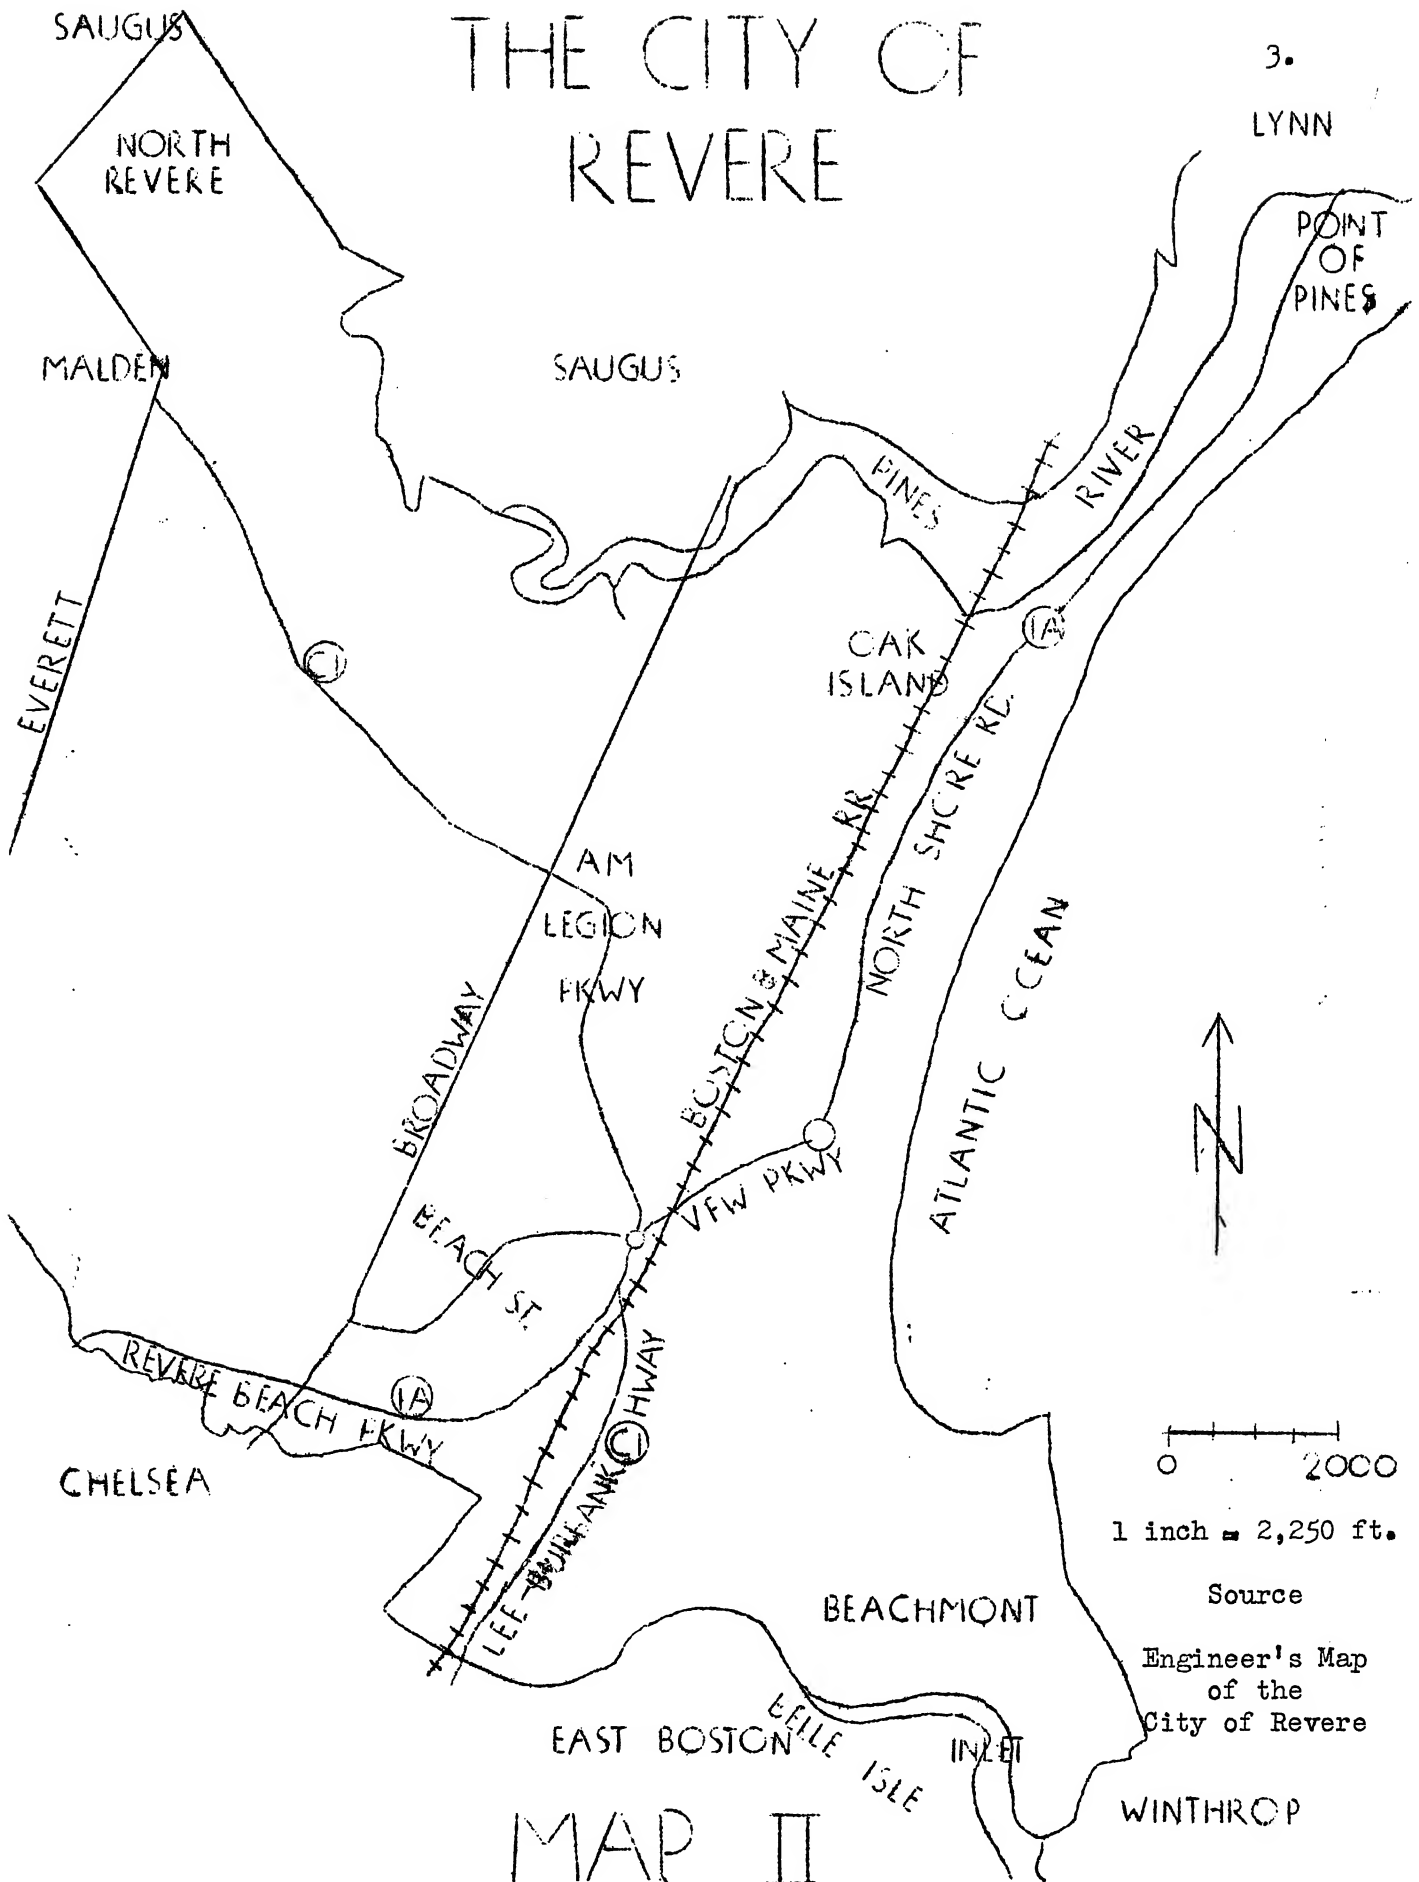 SAUGUS
THE CITY OF
REVERE
3.
LYNN
NORTH
REVERE
POINT
OF
PINES
MALDEN
SAUGUS
PINES
RIVER
EVERETT
C1
1A
OAK
ISLAND
NORTH SHORE RD.
BOSTON & MAINE RR
AM
LEGION
PKWY
ATLANTIC OCEAN
BROADWAY
N
VFW PKWY
BEACH ST.
REVERE BEACH PKWY
1A
C1
LEE BURBANK HWAY
CHELSEA
0 2000
1 inch = 2,250 ft.
Source
Engineer's Map
of the
City of Revere
BEACHMONT
EAST BOSTON
BELLE ISLE INLET
WINTHROP
MAP II